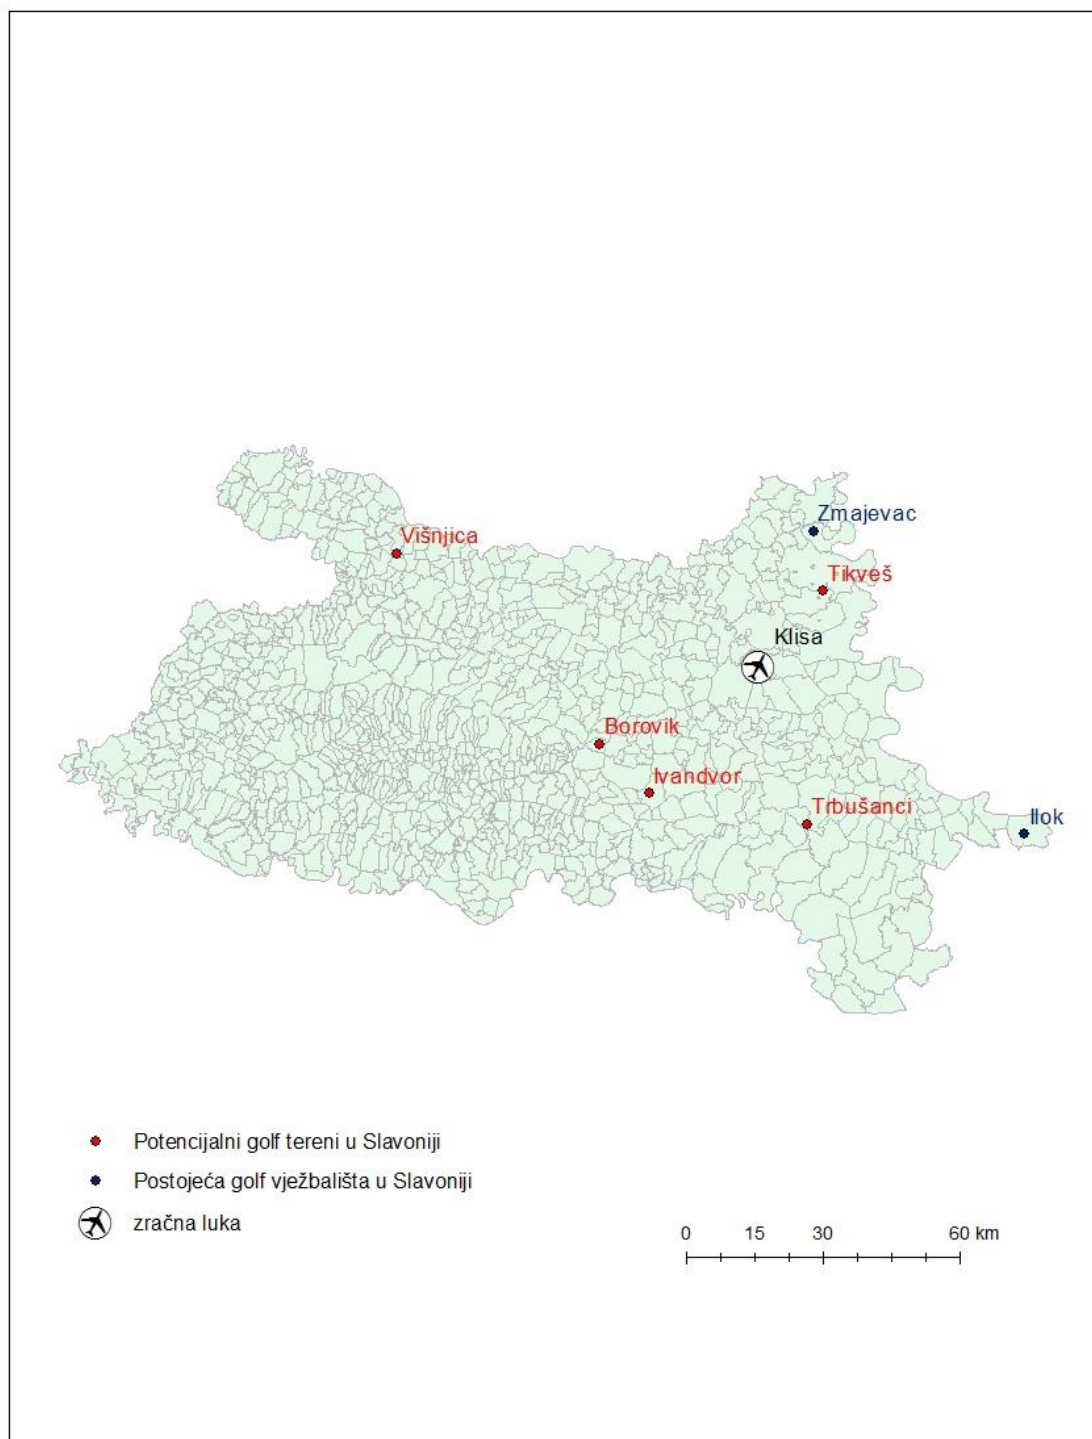 Zmajevac
Višnjica
Tikveš
Klisa
Borovik
Ivandvor
Trbušanci
Ilok
Potencijalni golf tereni u Slavoniji
Postojeća golf vježbališta u Slavoniji
zračna luka
0 15 30 60 km